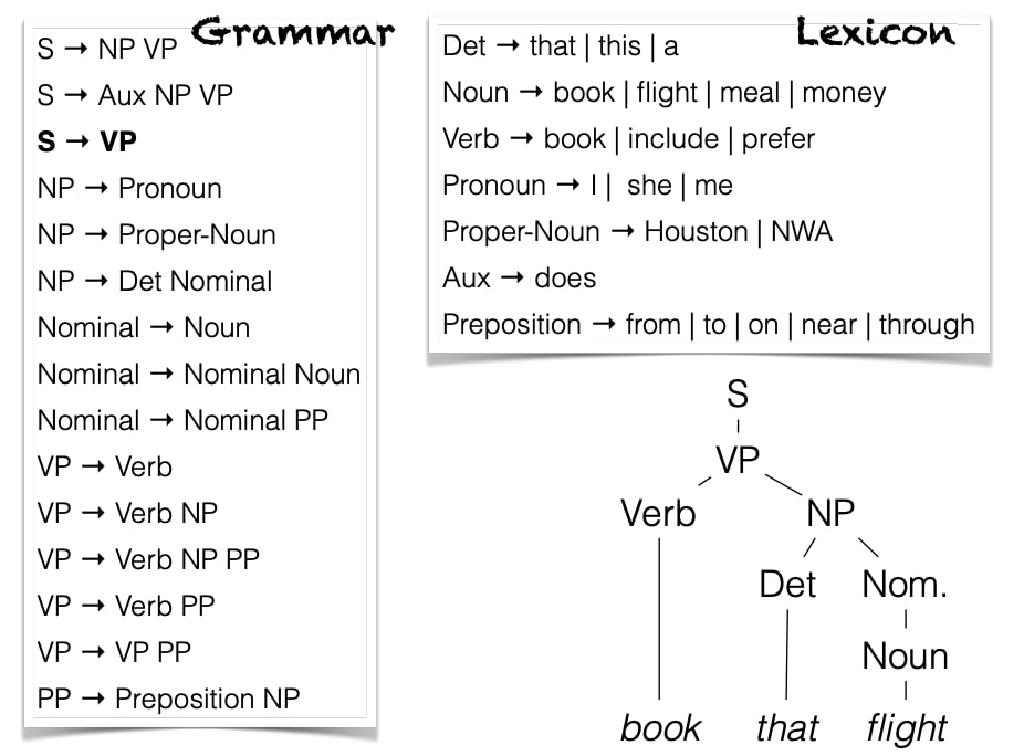 Grammar
S → NP VP
S → Aux NP VP
S → VP
NP → Pronoun
NP → Proper-Noun
NP → Det Nominal
Nominal → Noun
Nominal → Nominal Noun
Nominal → Nominal PP
VP → Verb
VP → Verb NP
VP → Verb NP PP
VP → Verb PP
VP → VP PP
PP → Preposition NP
Lexicon
Det → that | this | a
Noun → book | flight | meal | money
Verb → book | include | prefer
Pronoun → I | she | me
Proper-Noun → Houston | NWA
Aux → does
Preposition → from | to | on | near | through
S
VP
Verb NP
Det Nom.
Noun
book that flight